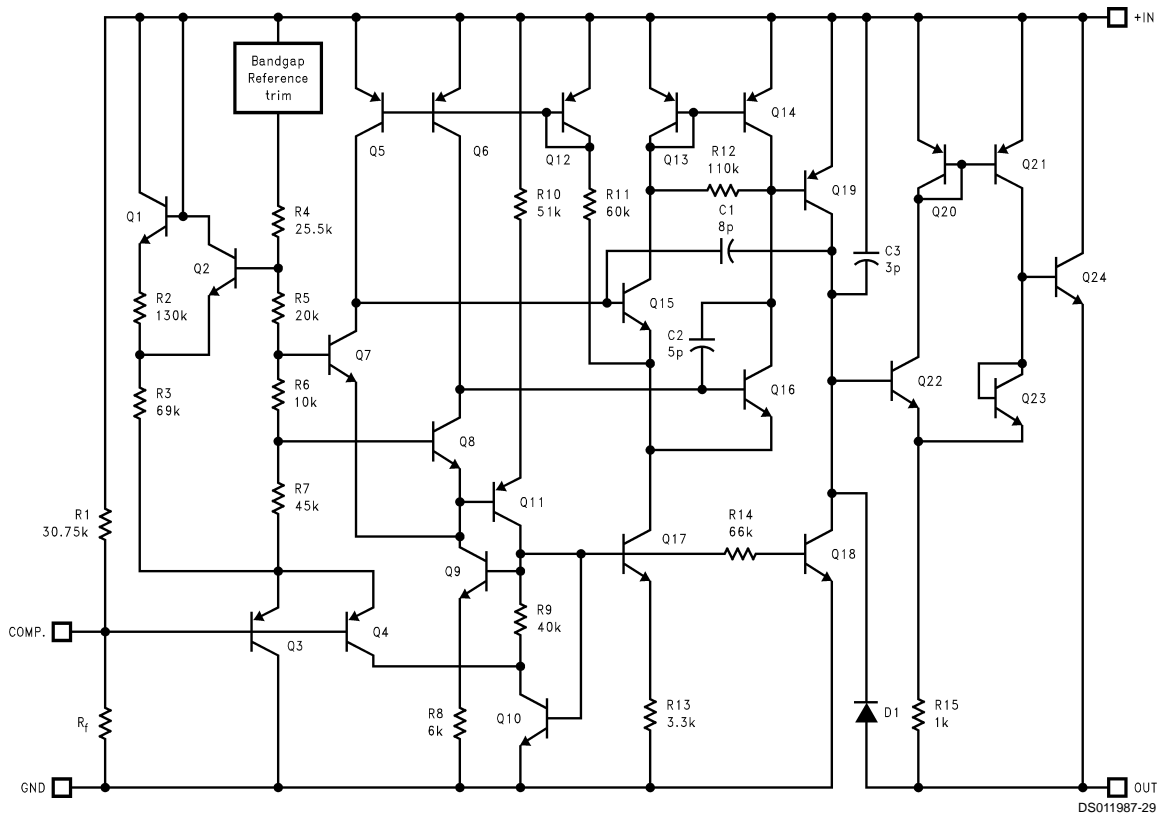 +IN
Bandgap
Reference
trim
Q5
Q6
Q12
Q13
Q14
R12
110k
Q19
Q20
Q21
Q1
Q2
R4
25.5k
R10
51k
R11
60k
C1
8p
C3
3p
Q24
R2
130k
R5
20k
Q15
Q7
C2
5p
R3
69k
R6
10k
Q16
Q22
Q23
Q8
R7
45k
Q11
R1
30.75k
Q17
R14
66k
Q18
Q9
R9
40k
COMP.
Q3
Q4
Rf
R8
6k
Q10
R13
3.3k
D1
R15
1k
GND
OUT
DS011987-29